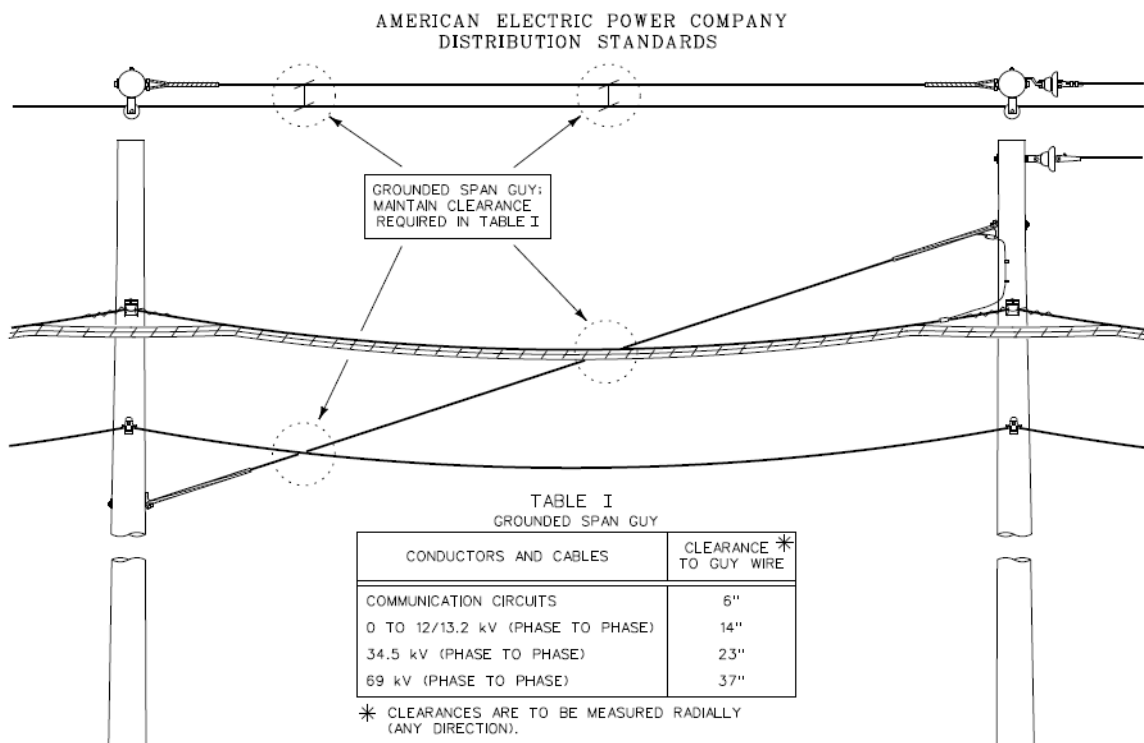 AMERICAN ELECTRIC POWER COMPANY
DISTRIBUTION STANDARDS
GROUNDED SPAN GUY;
MAINTAIN CLEARANCE
REQUIRED IN TABLE I
TABLE I
GROUNDED SPAN GUY
CONDUCTORS AND CABLES
CLEARANCE *
TO GUY WIRE
COMMUNICATION CIRCUITS 6"
0 TO 12/13.2 kV (PHASE TO PHASE) 14"
34.5 kV (PHASE TO PHASE) 23"
69 kV (PHASE TO PHASE) 37"
* CLEARANCES ARE TO BE MEASURED RADIALLY
(ANY DIRECTION).